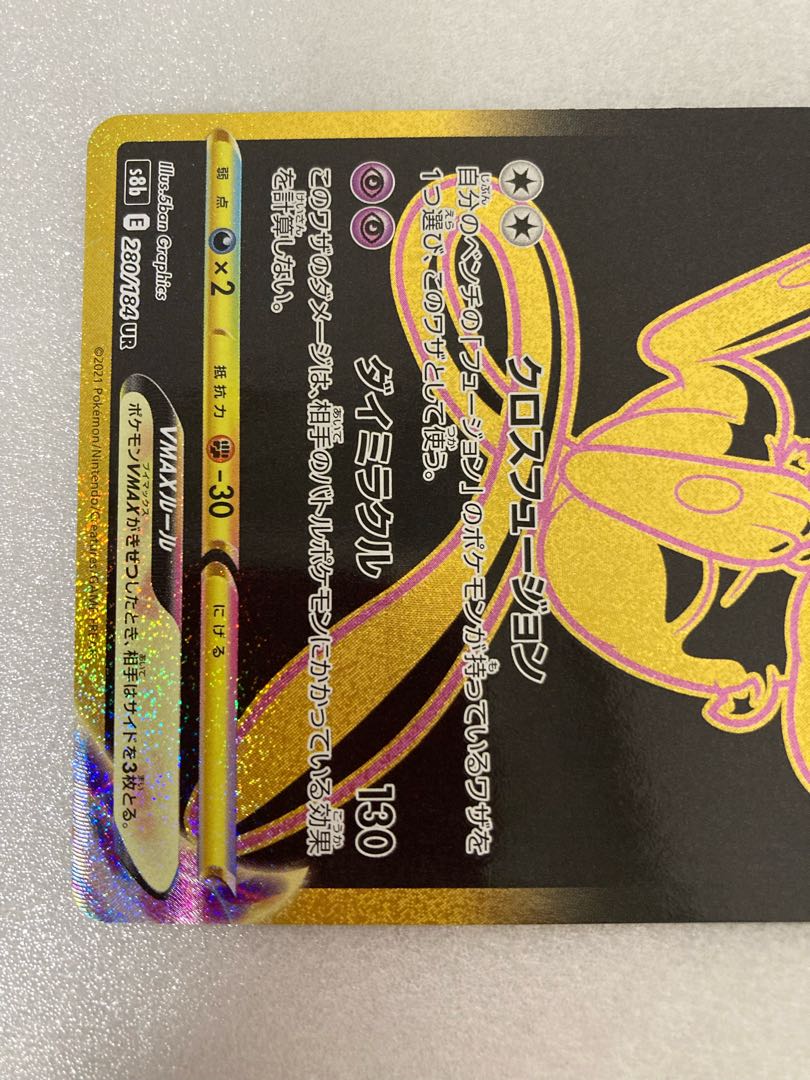 クロスフュージョン
自分のベンチの「フュージョン」のポケモンが持っているワザを
1つ選び、このワザとして使う。
ダイミラクル 130
このワザのダメージは、相手のバトルポケモンにかかっている効果
を計算しない。
弱点 ×2 抵抗力 -30 にげる
Illus.5ban Graphics
s8b E 280/184 UR
VMAXルール
ポケモンVMAXがきぜつしたとき、相手はサイドを3枚とる。
©2021 Pokémon/Nintendo/Creatures/GAME